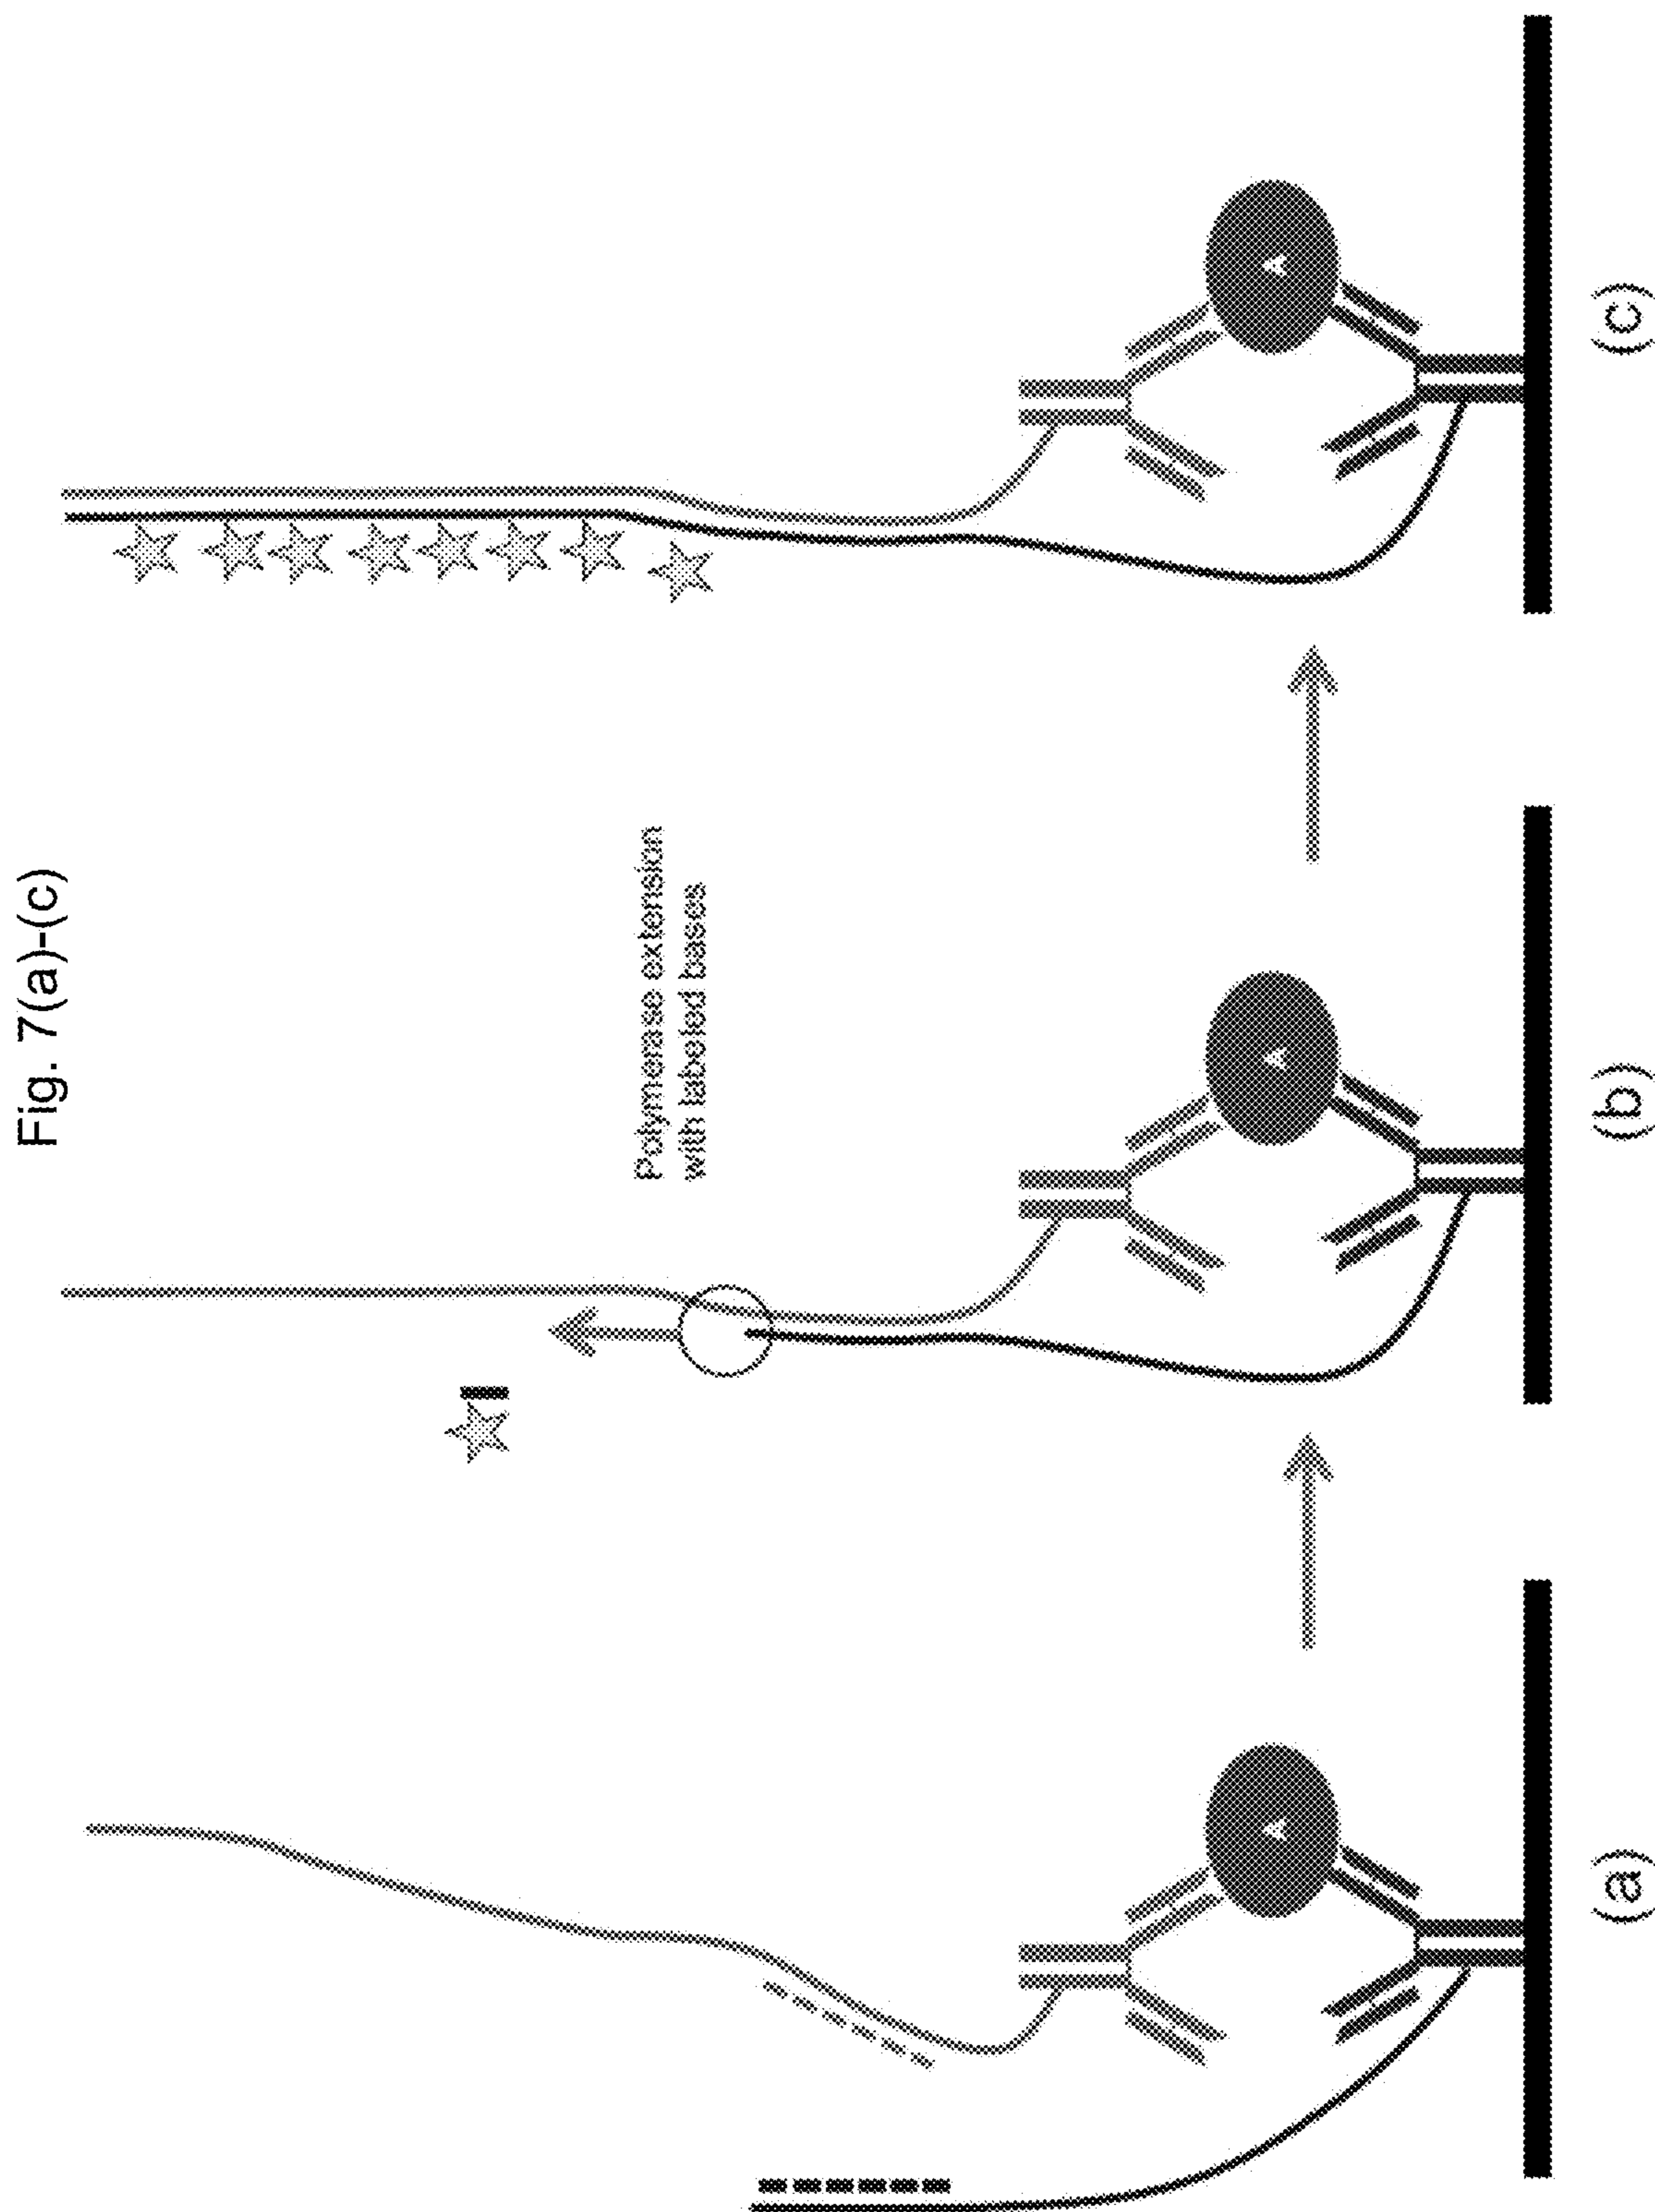 Fig. 7(a)-(c)
Polymerase extension
with labeled bases
A
A
A
(a)
(b)
(c)